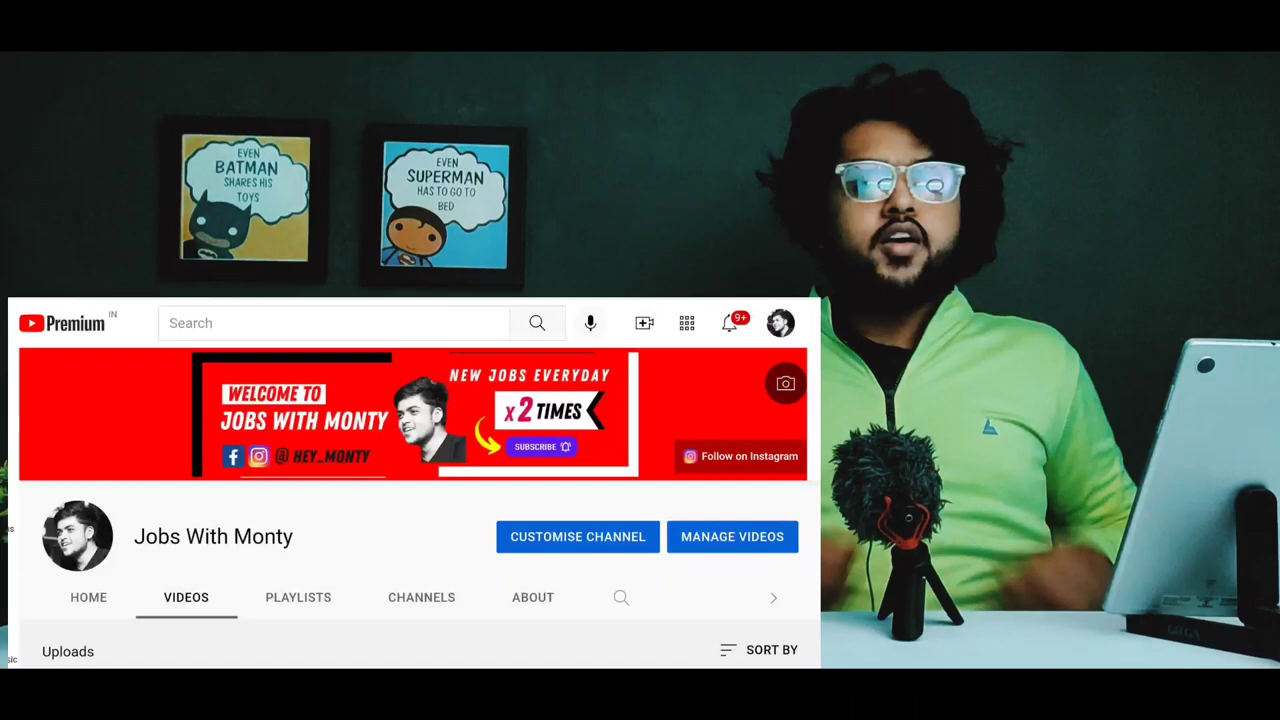 EVEN
BATMAN
SHARES HIS
TOYS
EVEN
SUPERMAN
HAS TO GO TO
BED
Premium IN
Search
9+
WELCOME TO
JOBS WITH MONTY
@ HEY_MONTY
NEW JOBS EVERYDAY
x2 TIMES
SUBSCRIBE
Follow on Instagram
Jobs With Monty
CUSTOMISE CHANNEL
MANAGE VIDEOS
HOME
VIDEOS
PLAYLISTS
CHANNELS
ABOUT
Uploads
SORT BY